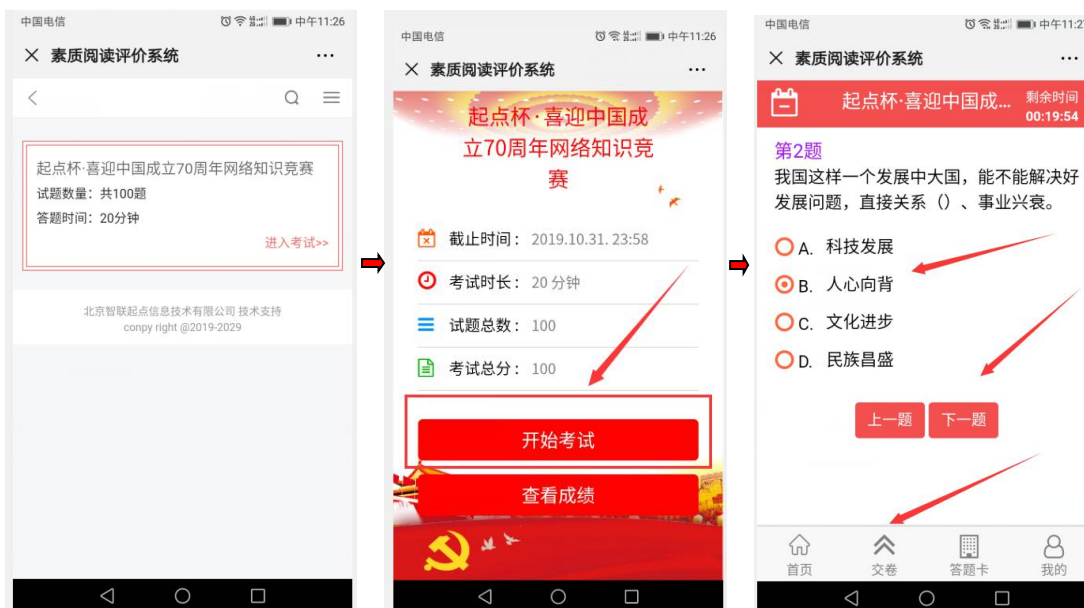 中国电信
中午11:26
素质阅读评价系统
起点杯·喜迎中国成立70周年网络知识竞赛
试题数量：共100题
答题时间：20分钟
进入考试>>
北京智联起点信息技术有限公司 技术支持
conpy right @2019-2029
中国电信
中午11:26
素质阅读评价系统
起点杯·喜迎中国成
立70周年网络知识竞
赛
截止时间： 2019.10.31. 23:58
考试时长： 20 分钟
试题总数： 100
考试总分： 100
开始考试
查看成绩
中国电信
中午11:2
素质阅读评价系统
起点杯·喜迎中国成...
剩余时间
00:19:54
第2题
我国这样一个发展中大国，能不能解决好
发展问题，直接关系（）、事业兴衰。
A. 科技发展
B. 人心向背
C. 文化进步
D. 民族昌盛
上一题 下一题
首页 交卷 答题卡 我的